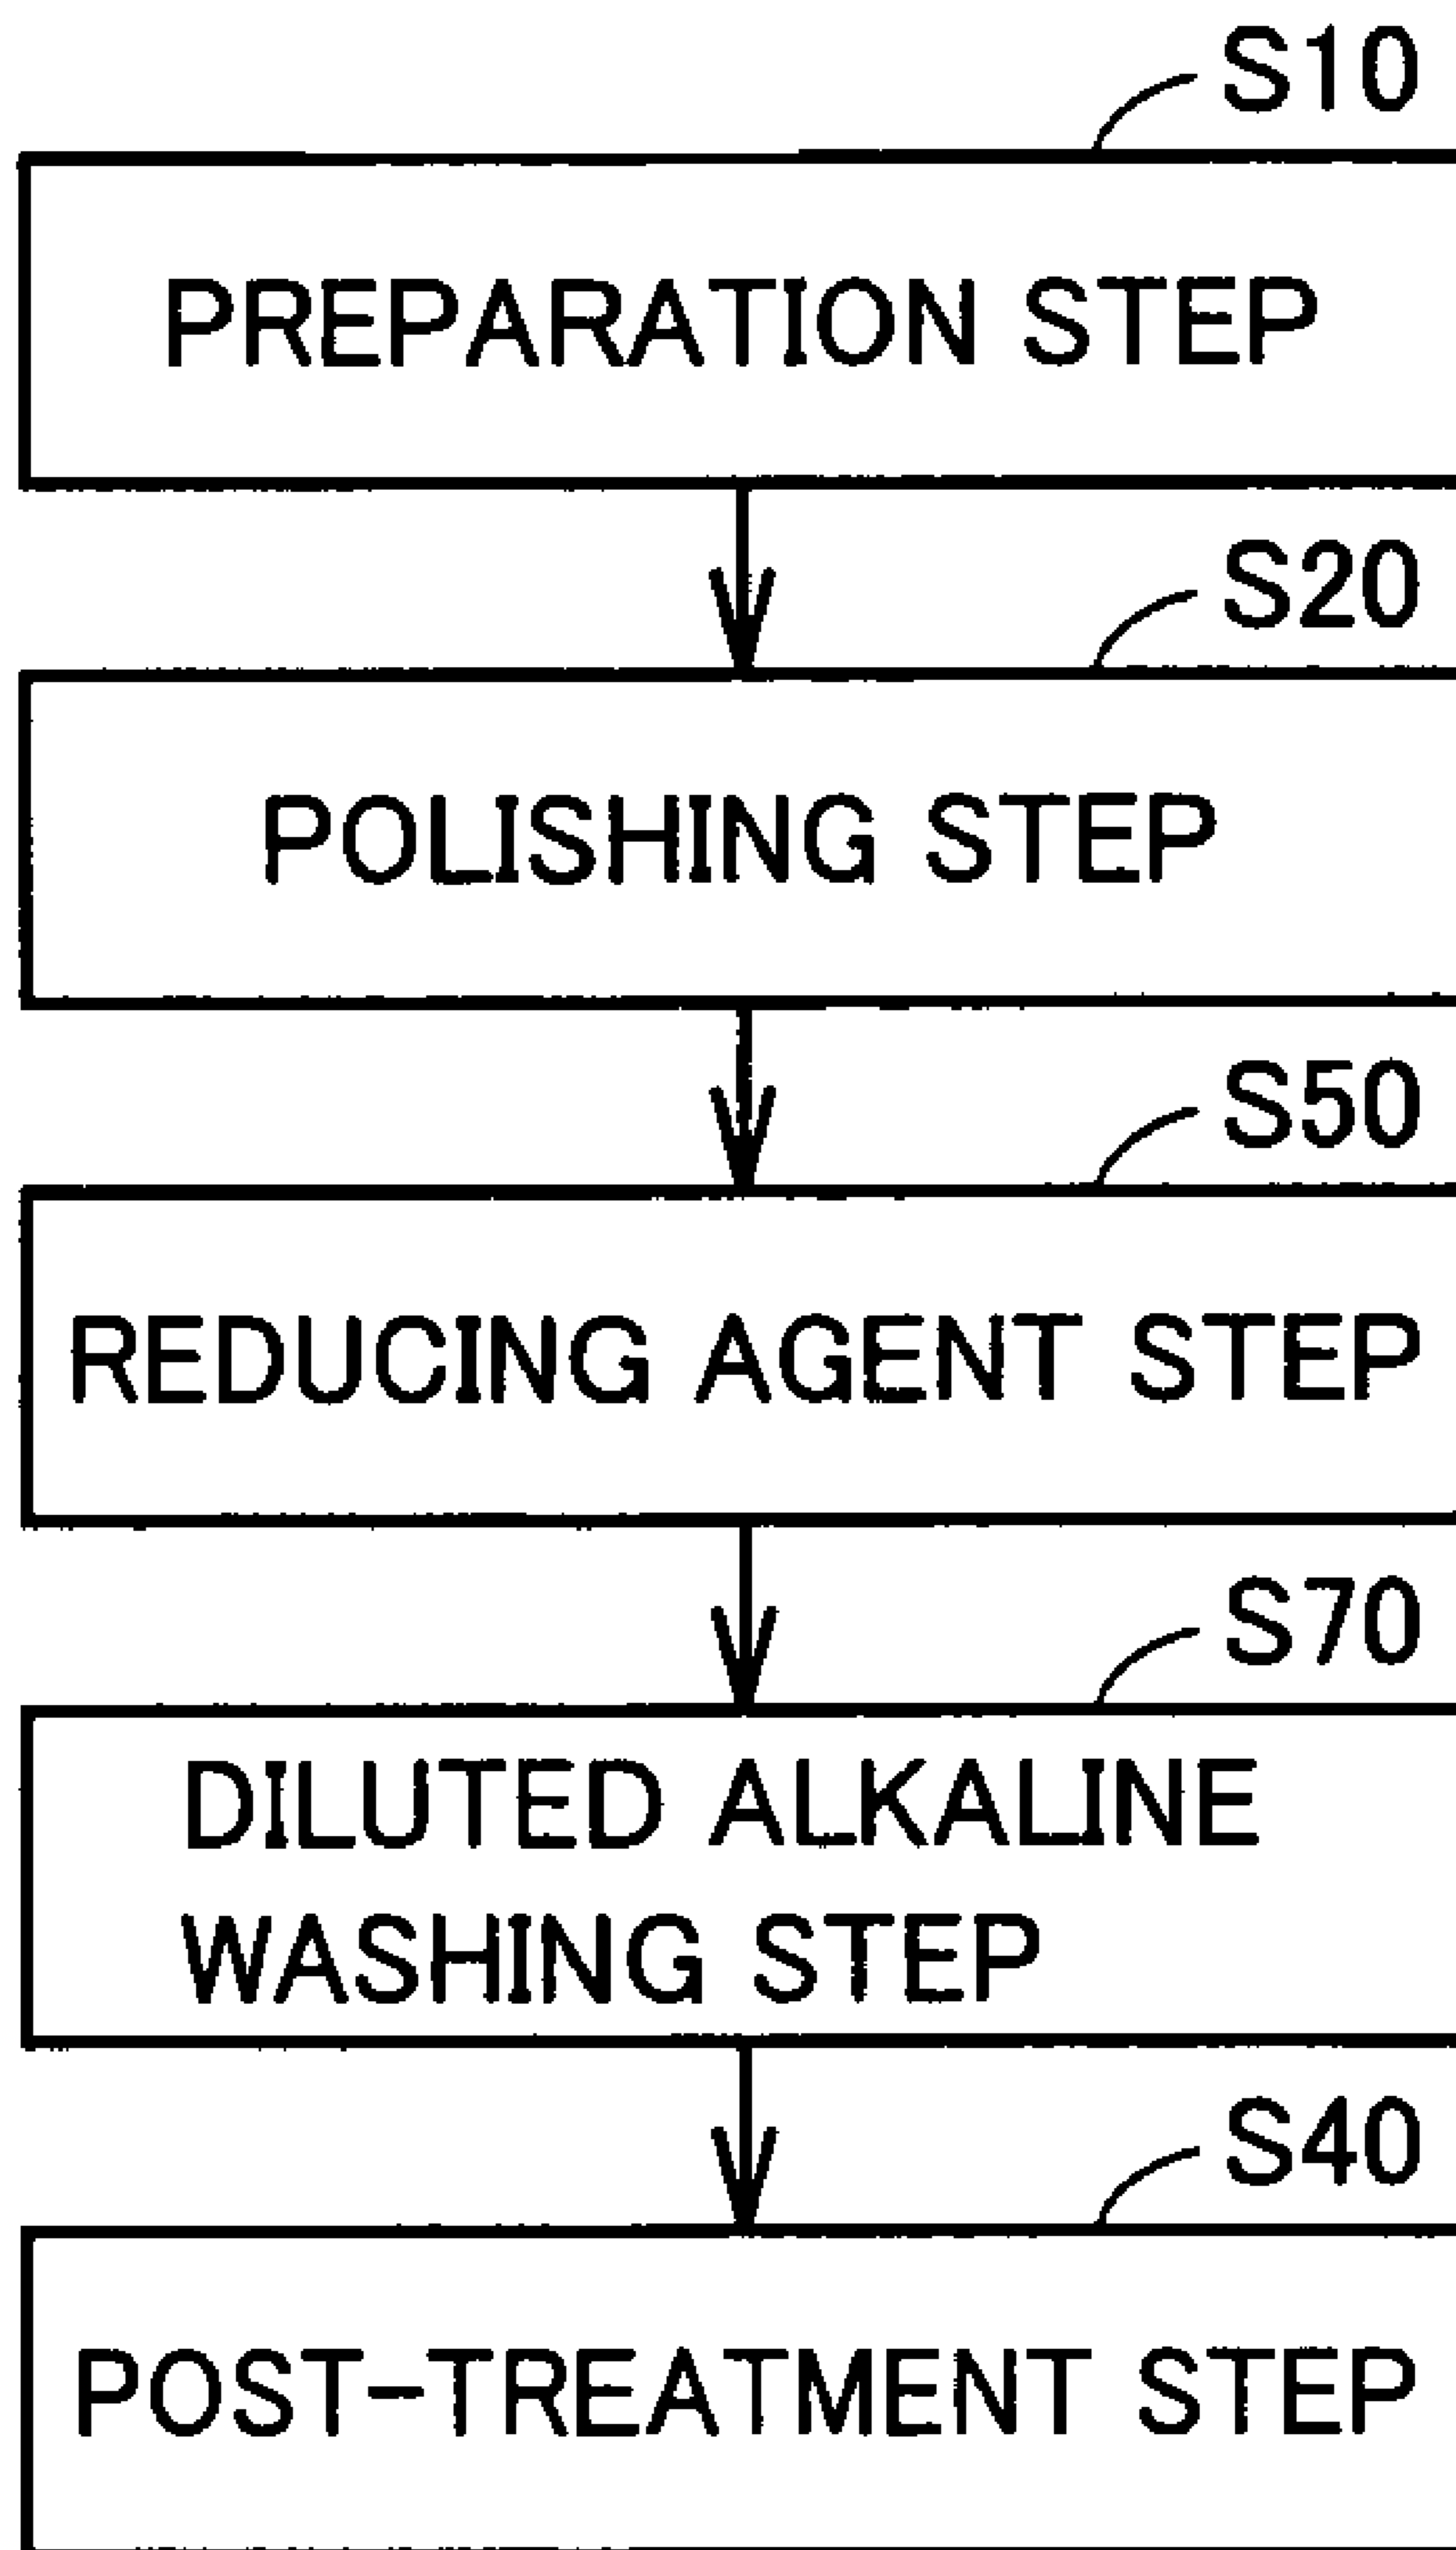 S10
PREPARATION STEP
S20
POLISHING STEP
S50
REDUCING AGENT STEP
S70
DILUTED ALKALINE
WASHING STEP
S40
POST-TREATMENT STEP